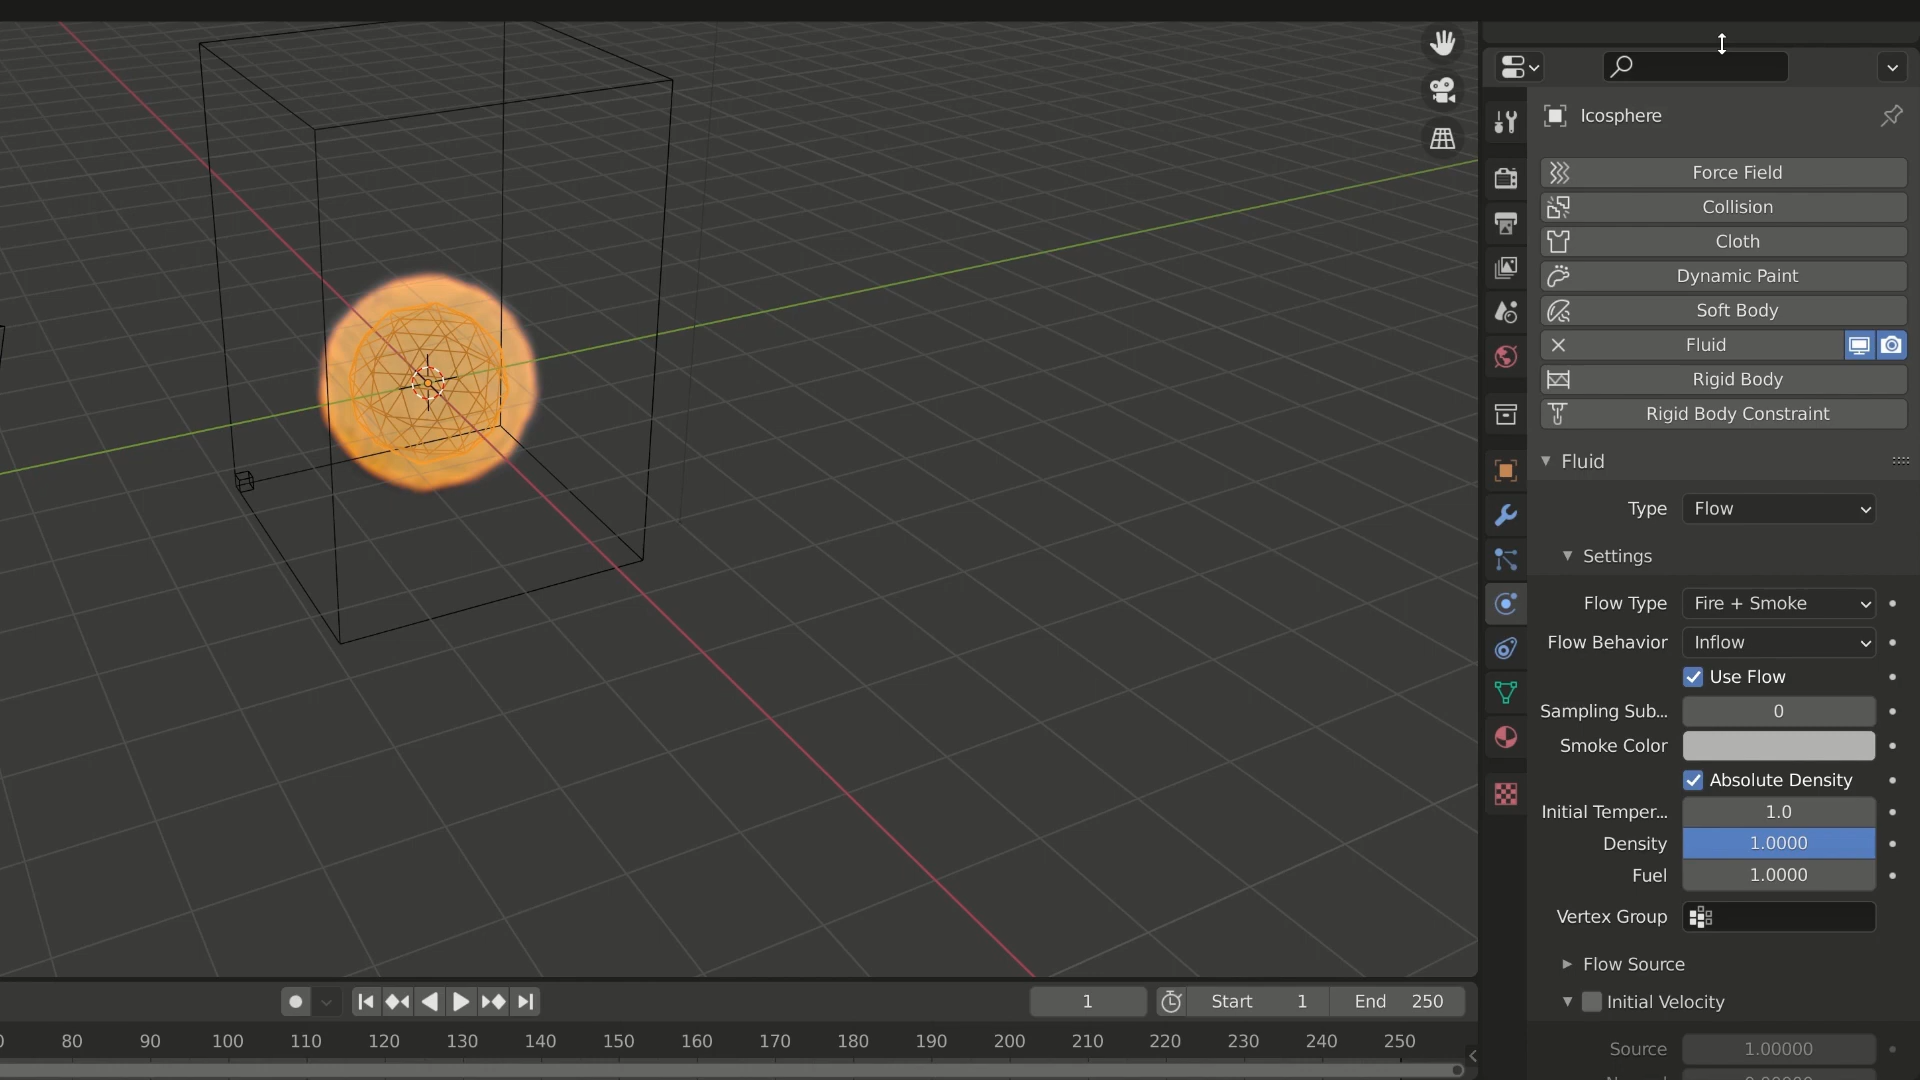 Icosphere
Force Field
Collision
Cloth
Dynamic Paint
Soft Body
Fluid
Rigid Body
Rigid Body Constraint
Fluid
Type Flow
Settings
Flow Type Fire + Smoke
Flow Behavior Inflow
Use Flow
Sampling Sub... 0
Smoke Color
Absolute Density
Initial Temper... 1.0
Density 1.0000
Fuel 1.0000
Vertex Group
Flow Source
Initial Velocity
Source 1.00000
1 Start 1 End 250
80 90 100 110 120 130 140 150 160 170 180 190 200 210 220 230 240 250